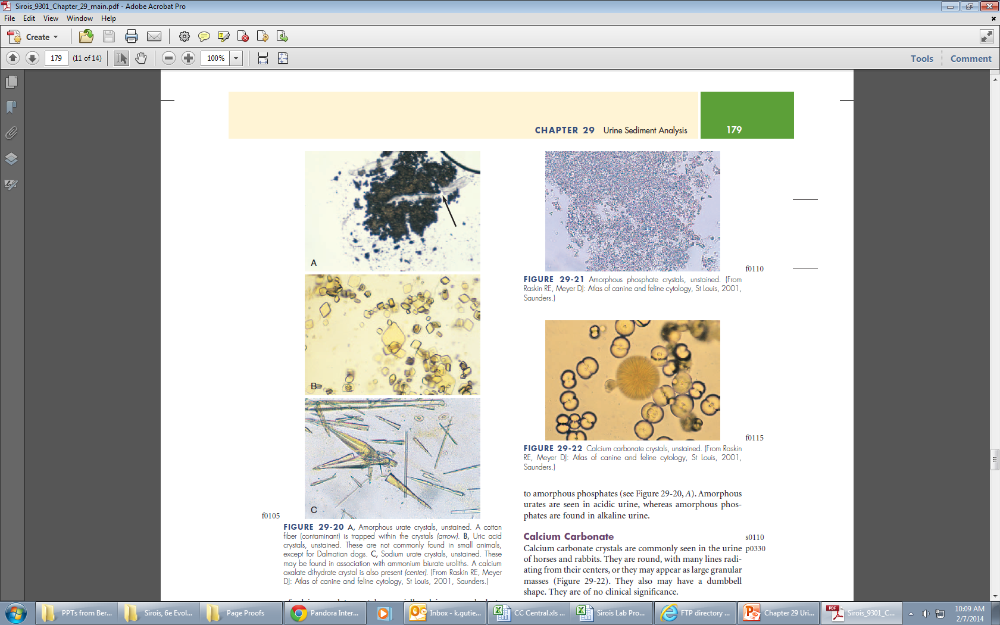 Sirois_9301_Chapter_29_main.pdf - Adobe Acrobat Pro
File Edit View Window Help
Create
179 (11 of 14) 100% Tools Comment
CHAPTER 29 Urine Sediment Analysis 179
A
B
C
f0105
FIGURE 29-20 A, Amorphous urate crystals, unstained. A cotton
fiber (contaminant) is trapped within the crystals (arrow). B, Uric acid
crystals, unstained. These are not commonly found in small animals,
except for Dalmatian dogs. C, Sodium urate crystals, unstained. These
may be found in association with ammonium biurate uroliths. A calcium
oxalate dihydrate crystal is also present (center). (From Raskin RE, Meyer
DJ: Atlas of canine and feline cytology, St Louis, 2001, Saunders.)
f0110
FIGURE 29-21 Amorphous phosphate crystals, unstained. (From
Raskin RE, Meyer DJ: Atlas of canine and feline cytology, St Louis, 2001,
Saunders.)
f0115
FIGURE 29-22 Calcium carbonate crystals, unstained. (From Raskin
RE, Meyer DJ: Atlas of canine and feline cytology, St Louis, 2001,
Saunders.)
to amorphous phosphates (see Figure 29-20, A). Amorphous
urates are seen in acidic urine, whereas amorphous phos-
phates are found in alkaline urine.
Calcium Carbonate s0110
Calcium carbonate crystals are commonly seen in the urine p0330
of horses and rabbits. They are round, with many lines radi-
ating from their centers, or they may appear as large granular
masses (Figure 29-22). They also may have a dumbbell
shape. They are of no clinical significance.
PPTs from Ber... Sirois, 6e Evol... Page Proofs Pandora Inter... Inbox - k.gutie... CC Central.xls ... Sirois Lab Pro... FTP directory ... Chapter 29 Uri... Sirois_9301_C...
10:09 AM
2/7/2014